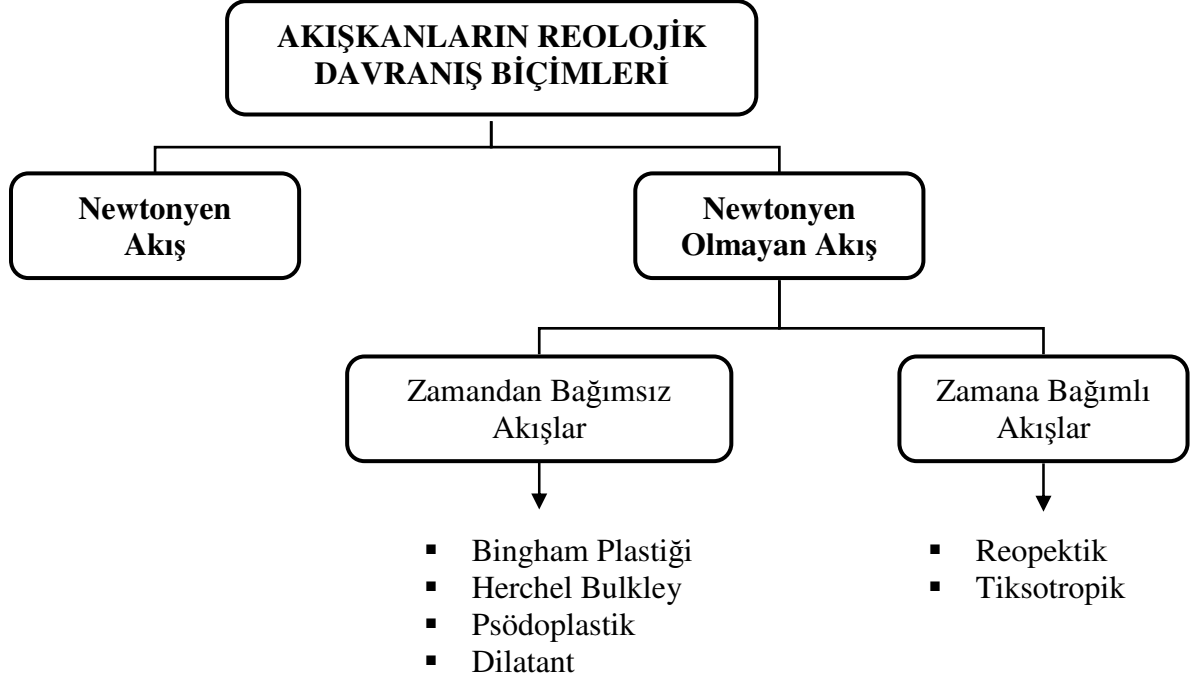 AKIŞKANLARIN REOLOJİK
DAVRANIŞ BİÇİMLERİ
Newtonyen
Akış
Newtonyen
Olmayan Akış
Zamandan Bağımsız
Akışlar
Zamana Bağımlı
Akışlar
▪ Bingham Plastiği
▪ Herchel Bulkley
▪ Psödoplastik
▪ Dilatant
▪ Reopektik
▪ Tiksotropik